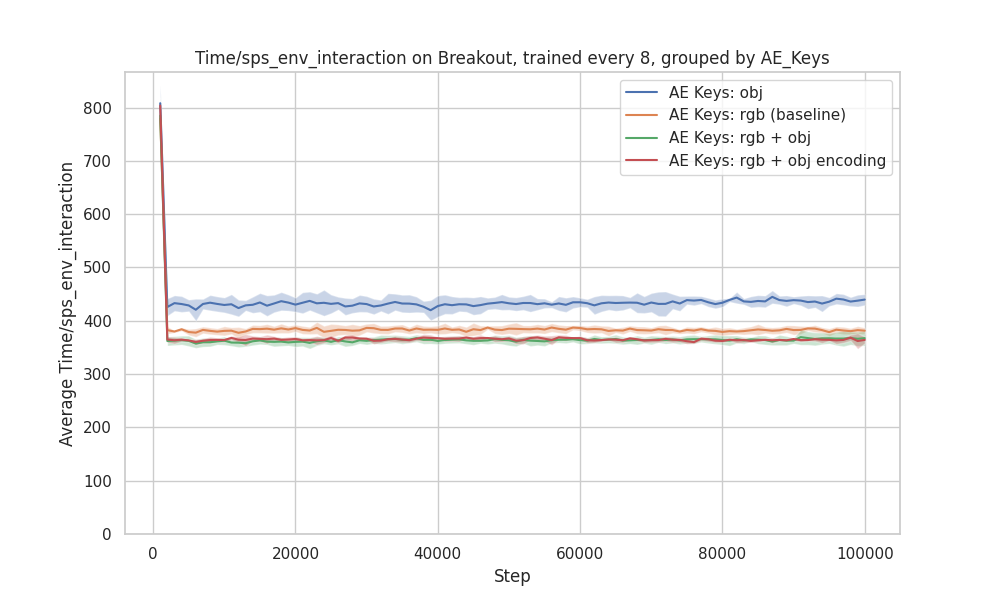 Time/sps_env_interaction on Breakout, trained every 8, grouped by AE_Keys
AE Keys: obj
AE Keys: rgb (baseline)
AE Keys: rgb + obj
AE Keys: rgb + obj encoding
Average Time/sps_env_interaction
800
700
600
500
400
300
200
100
0
0
20000
40000
60000
80000
100000
Step